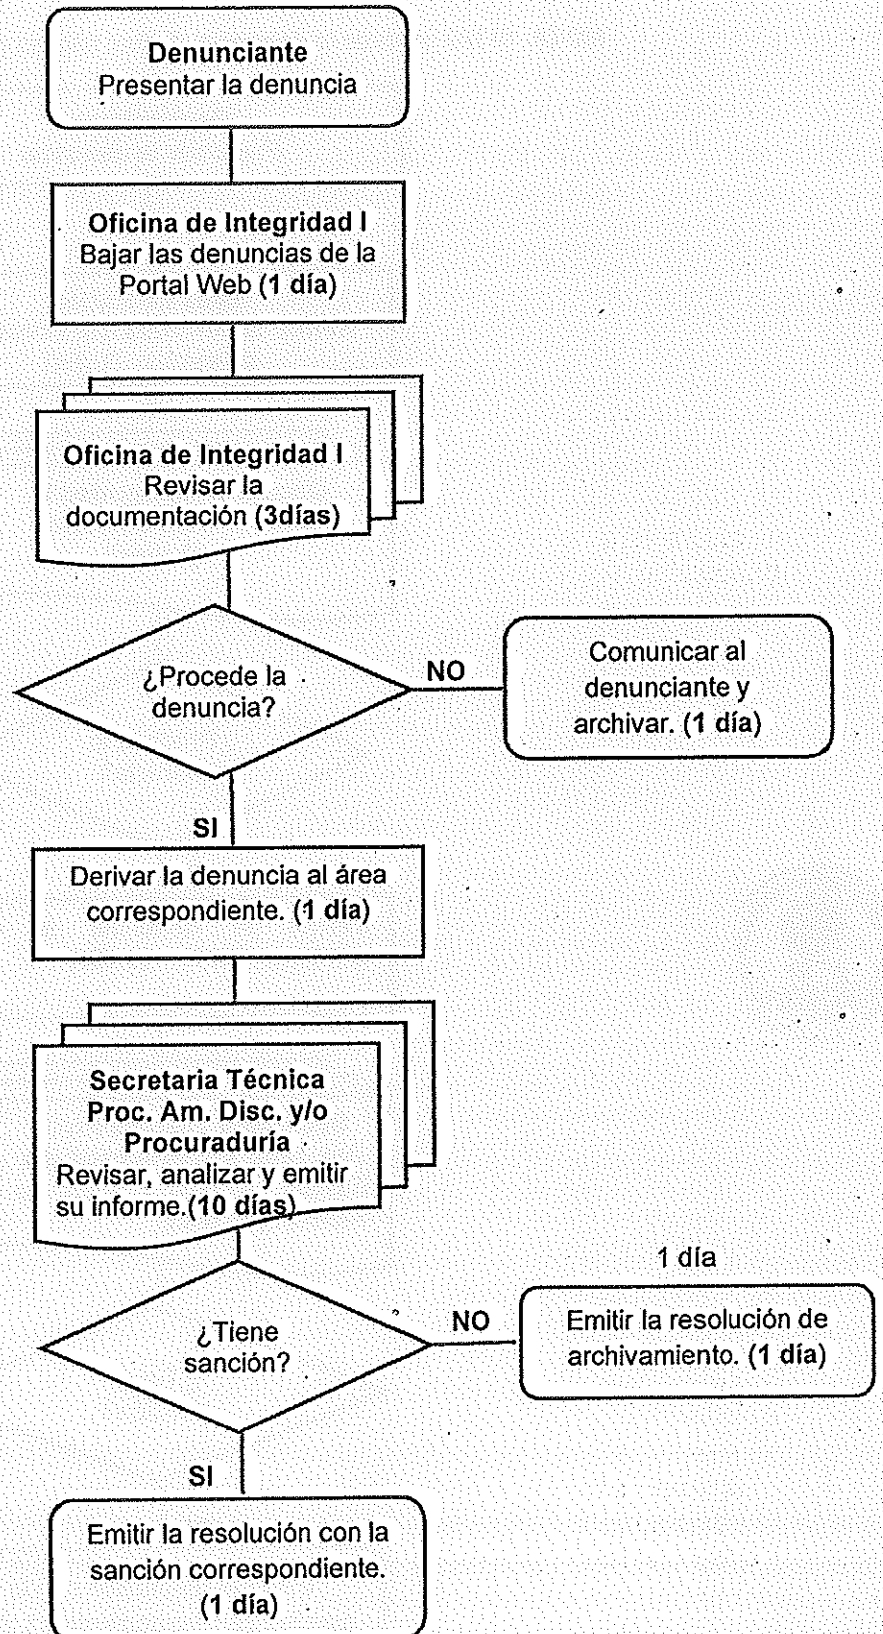 Denunciante
Presentar la denuncia
Oficina de Integridad I
Bajar las denuncias de la
Portal Web (1 día)
Oficina de Integridad I
Revisar la
documentación (3días)
¿Procede la
denuncia?
NO
Comunicar al
denunciante y
archivar. (1 día)
SI
Derivar la denuncia al área
correspondiente. (1 día)
Secretaria Técnica
Proc. Am. Disc. y/o
Procuraduría
Revisar, analizar y emitir
su informe.(10 días)
¿Tiene
sanción?
NO
1 día
Emitir la resolución de
archivamiento. (1 día)
SI
Emitir la resolución con la
sanción correspondiente.
(1 día)